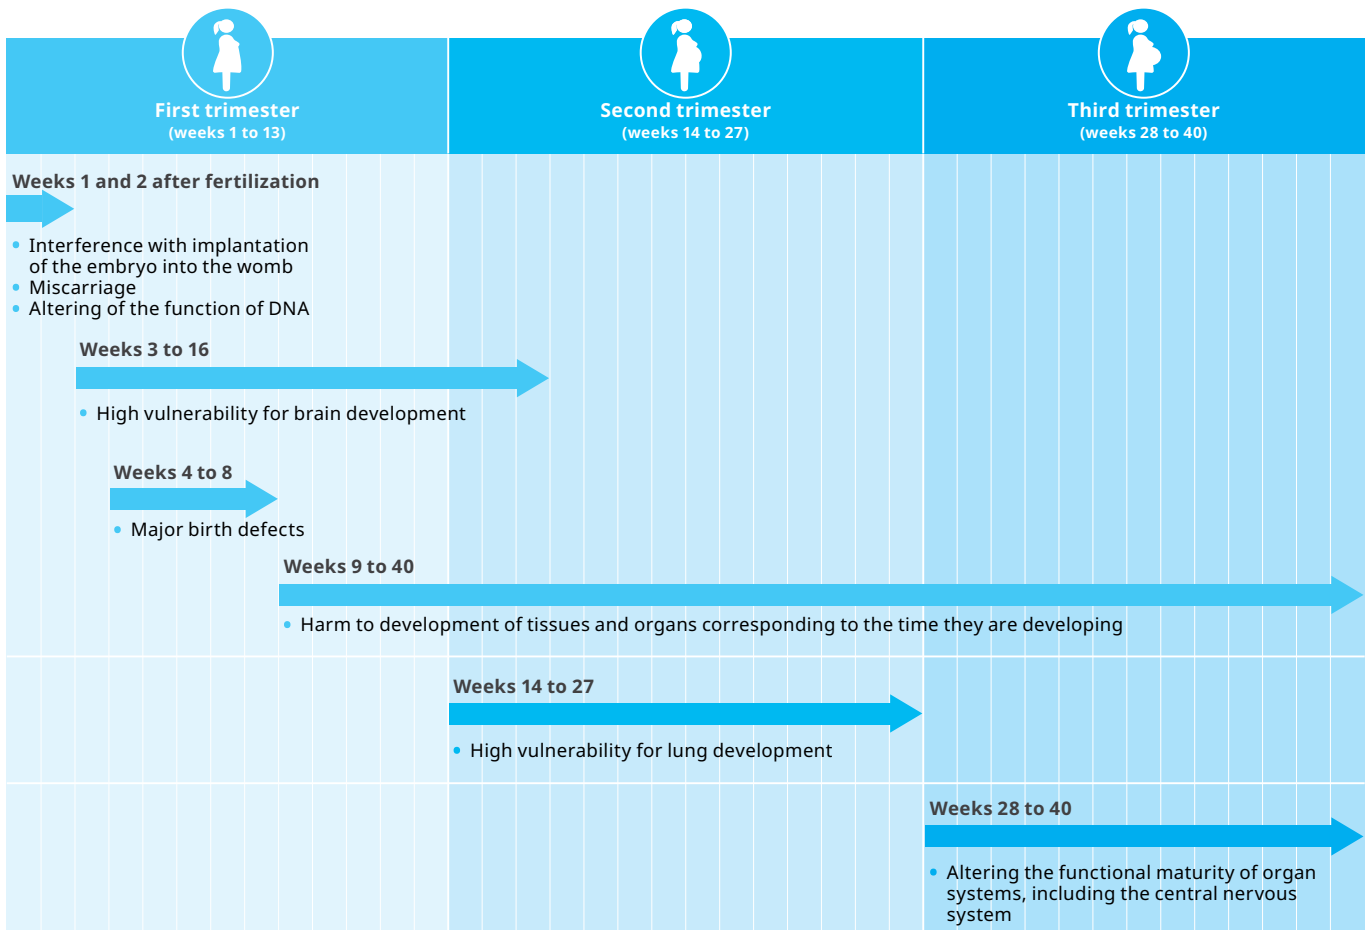 First trimester
(weeks 1 to 13)
Second trimester
(weeks 14 to 27)
Third trimester
(weeks 28 to 40)
Weeks 1 and 2 after fertilization
• Interference with implantation
of the embryo into the womb
• Miscarriage
• Altering of the function of DNA
Weeks 3 to 16
• High vulnerability for brain development
Weeks 4 to 8
• Major birth defects
Weeks 9 to 40
• Harm to development of tissues and organs corresponding to the time they are developing
Weeks 14 to 27
• High vulnerability for lung development
Weeks 28 to 40
• Altering the functional maturity of organ
systems, including the central nervous
system